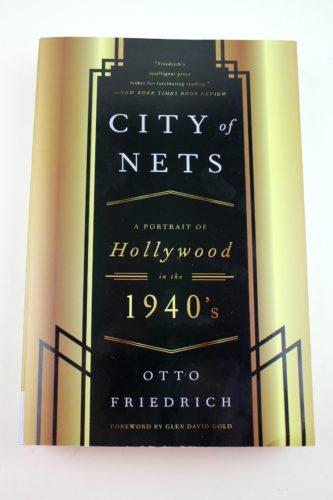 "Friedrich's
intelligent prose
makes for fascinating reading."
—NEW YORK TIMES BOOK REVIEW
CITY of
NETS
A PORTRAIT OF
Hollywood
in the
1940's
OTTO
FRIEDRICH
FOREWORD BY GLEN DAVID GOLD